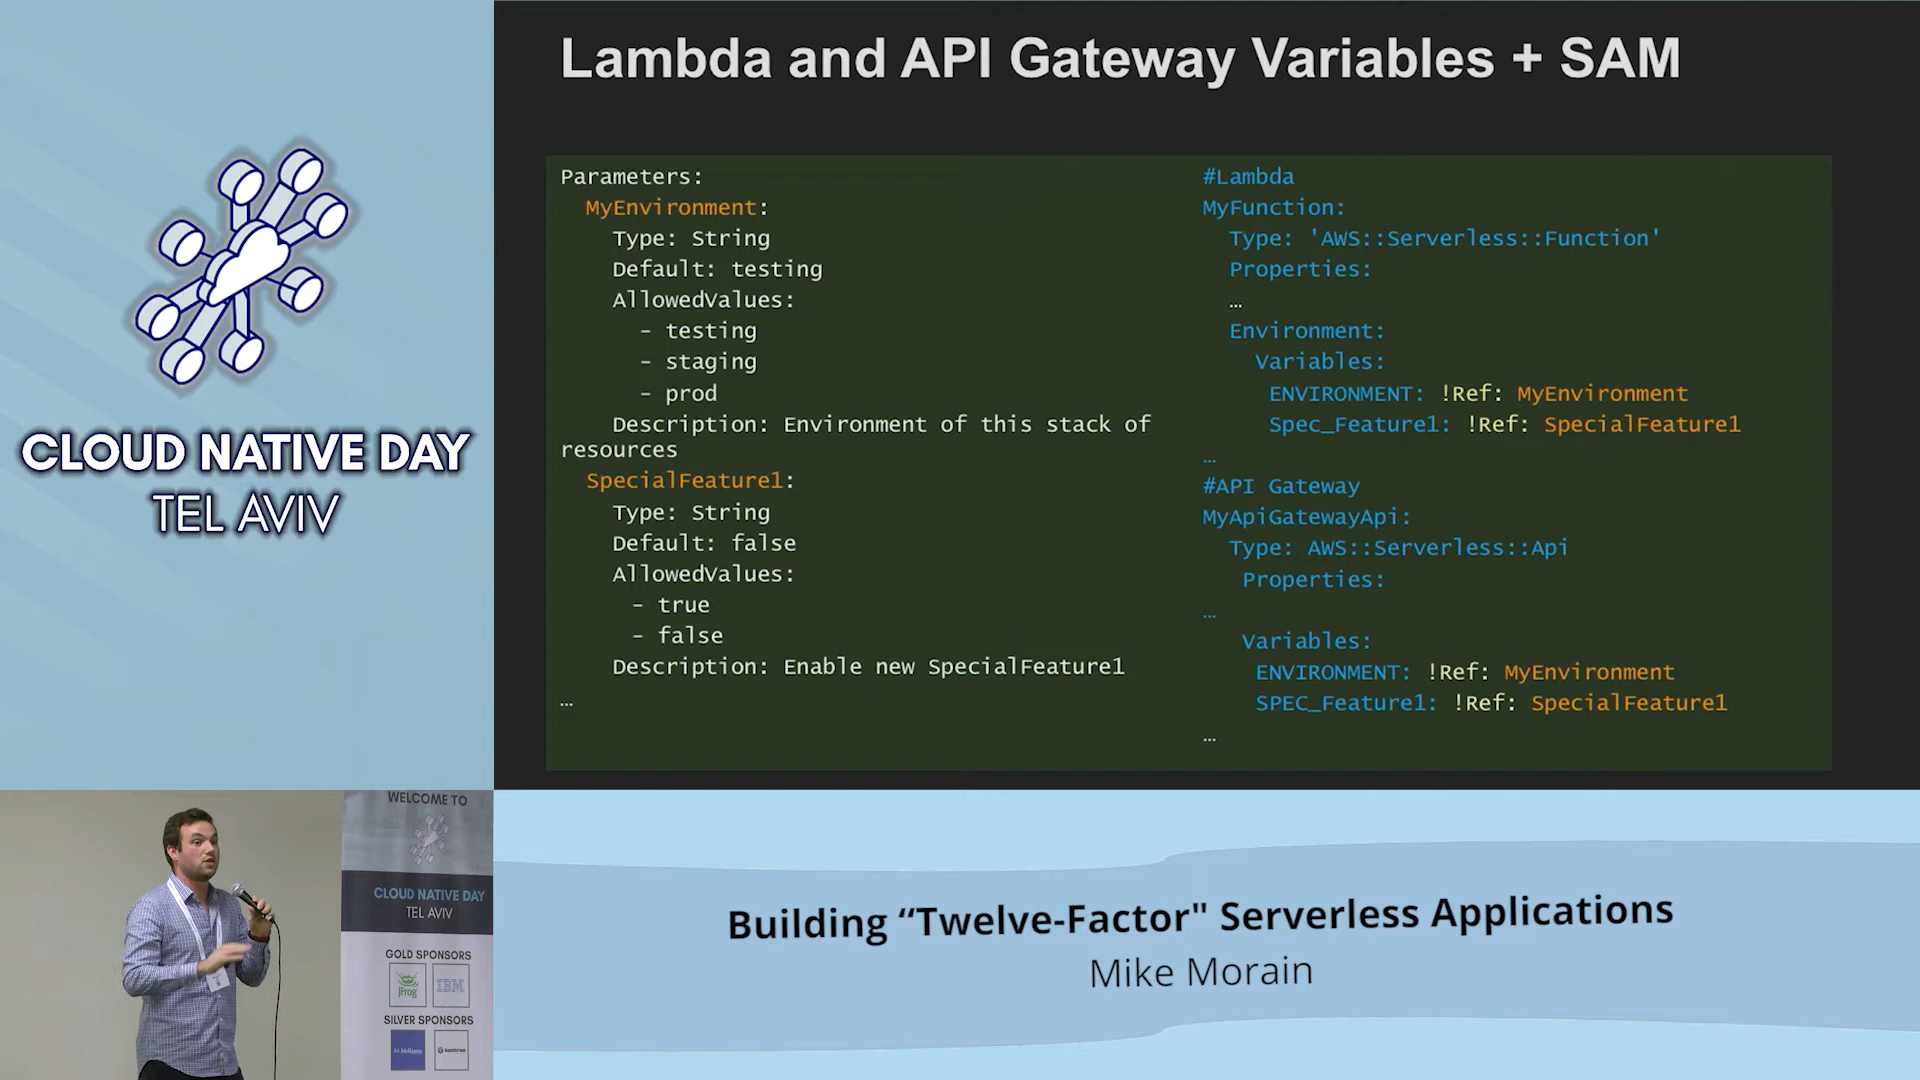 Lambda and API Gateway Variables + SAM
Parameters:
MyEnvironment:
Type: String
Default: testing
AllowedValues:
- testing
- staging
- prod
Description: Environment of this stack of
resources
SpecialFeature1:
Type: String
Default: false
AllowedValues:
- true
- false
Description: Enable new SpecialFeature1
…
#Lambda
MyFunction:
Type: 'AWS::Serverless::Function'
Properties:
…
Environment:
Variables:
ENVIRONMENT: !Ref: MyEnvironment
Spec_Feature1: !Ref: SpecialFeature1
…
#API Gateway
MyApiGatewayApi:
Type: AWS::Serverless::Api
Properties:
…
Variables:
ENVIRONMENT: !Ref: MyEnvironment
SPEC_Feature1: !Ref: SpecialFeature1
…
CLOUD NATIVE DAY
TEL AVIV
WELCOME TO
CLOUD NATIVE DAY
TEL AVIV
GOLD SPONSORS
JFrog
IBM
SILVER SPONSORS
Building “Twelve-Factor" Serverless Applications
Mike Morain